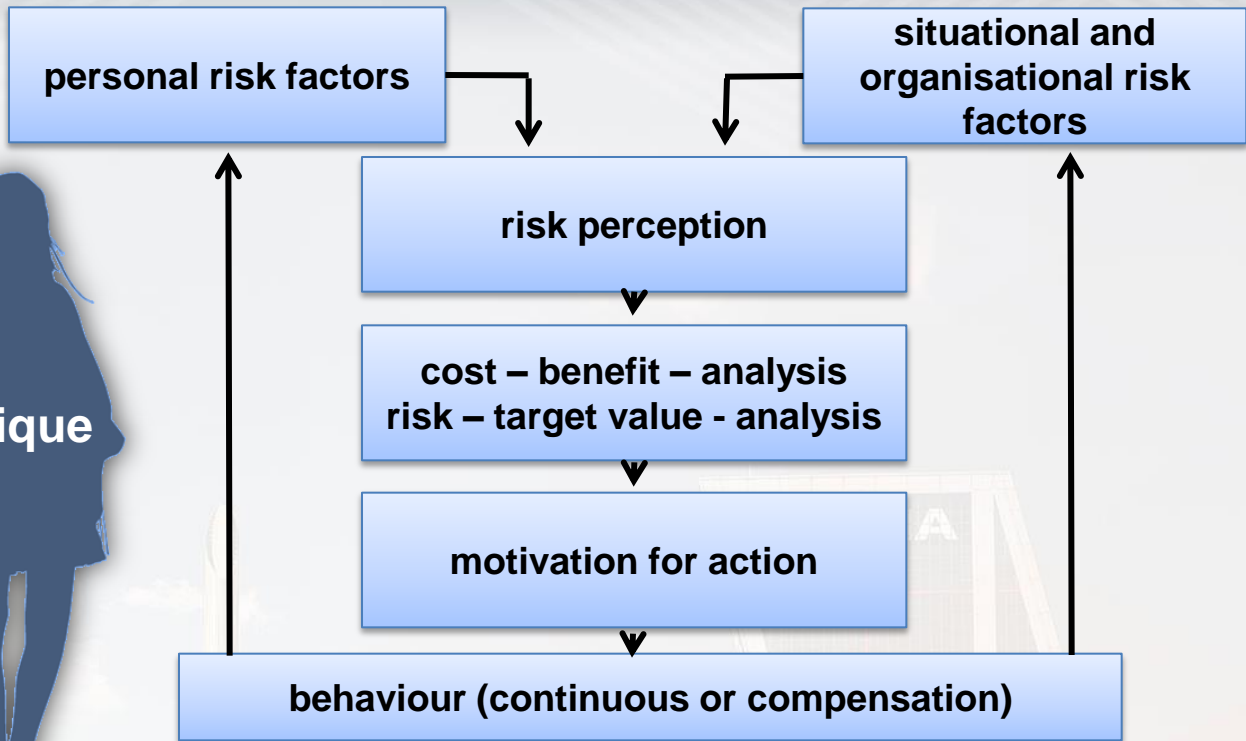 personal risk factors
situational and
organisational risk
factors
risk perception
cost – benefit – analysis
risk – target value - analysis
ique
motivation for action
behaviour (continuous or compensation)